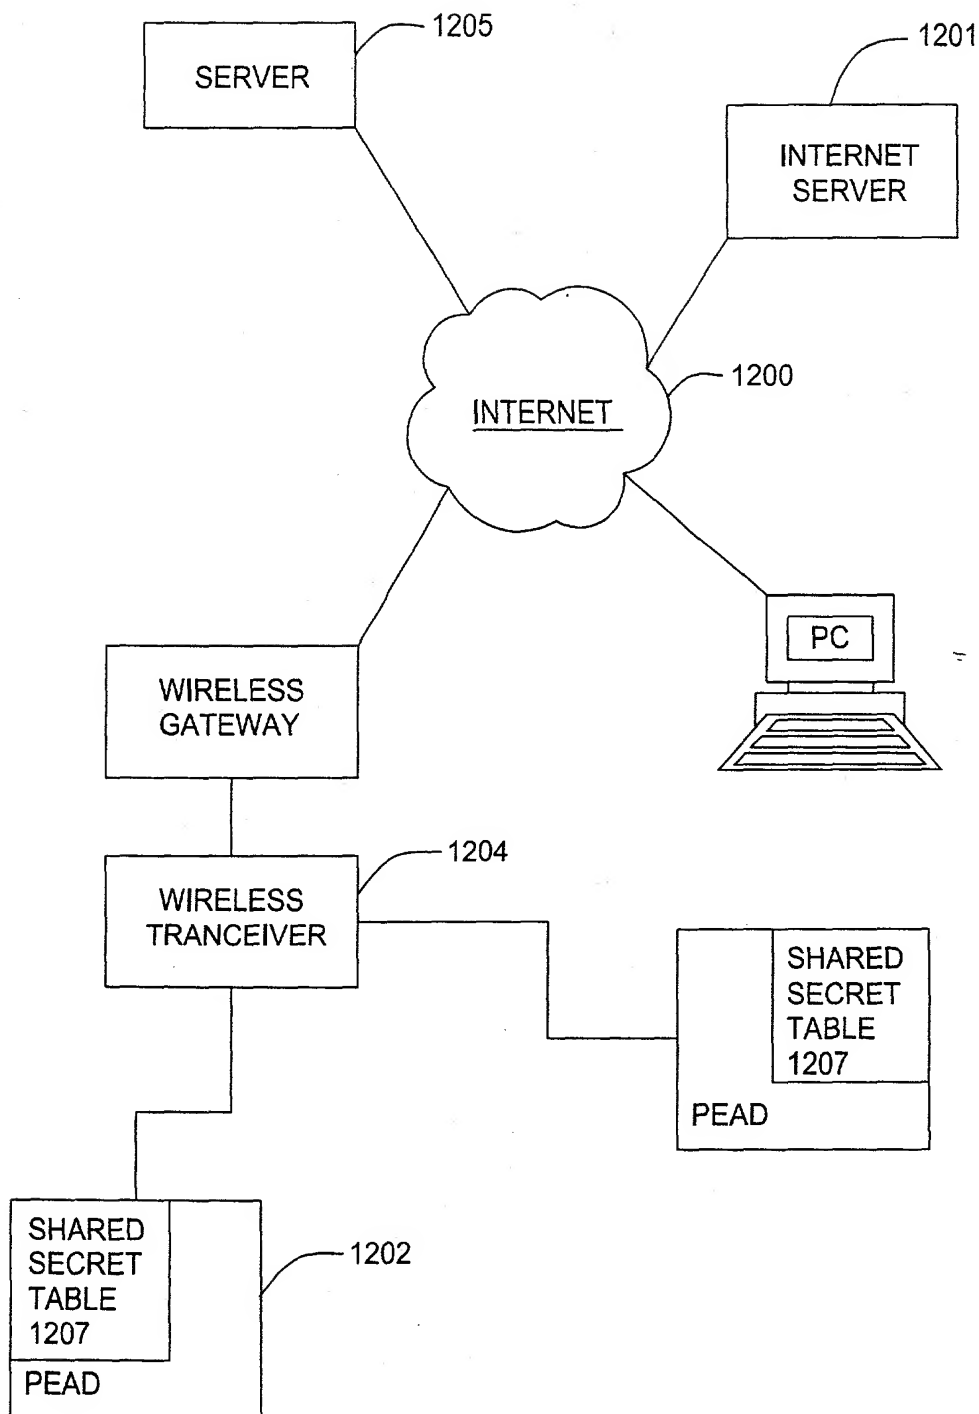 1205
SERVER
1201
INTERNET
SERVER
1200
INTERNET
PC
WIRELESS
GATEWAY
1204
WIRELESS
TRANCEIVER
SHARED
SECRET
TABLE
1207
PEAD
SHARED
SECRET
TABLE
1207
PEAD
1202